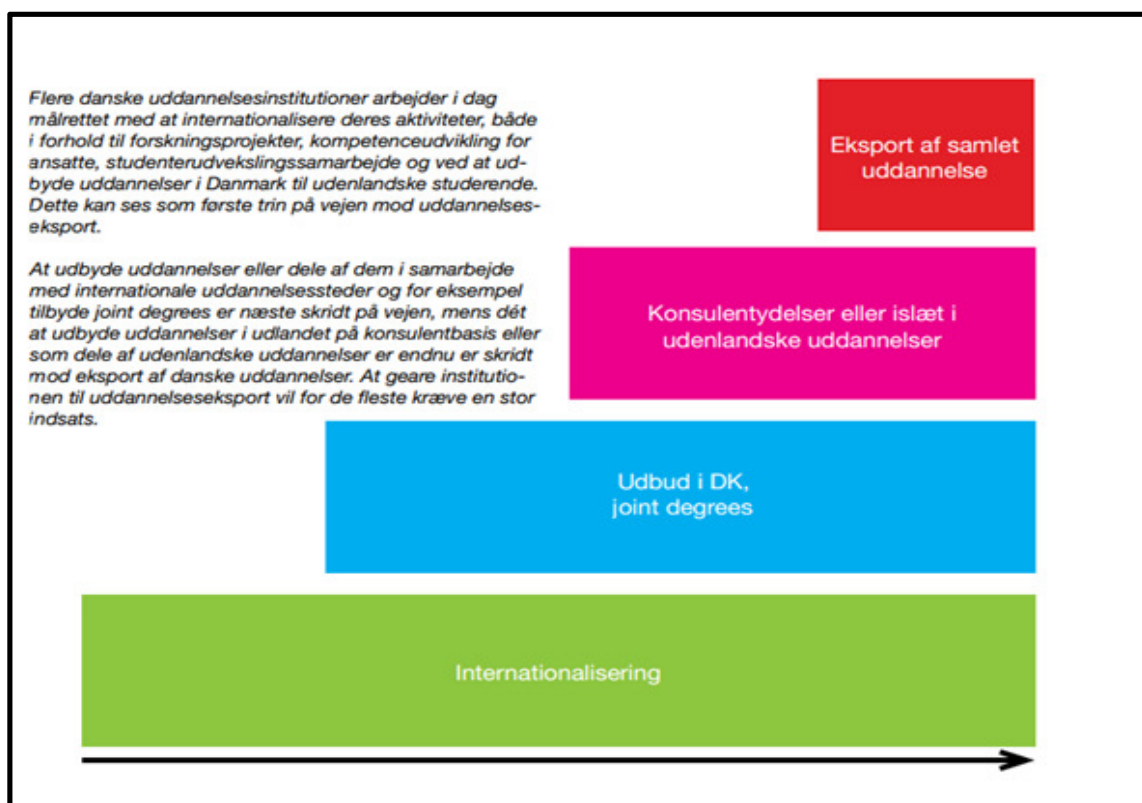 Flere danske uddannelsesinstitutioner arbejder i dag
målrettet med at internationalisere deres aktiviteter, både
i forhold til forskningsprojekter, kompetenceudvikling for
ansatte, studenterudvekslingssamarbejde og ved at ud-
byde uddannelser i Danmark til udenlandske studerende.
Dette kan ses som første trin på vejen mod uddannelses-
eksport.
At udbyde uddannelser eller dele af dem i samarbejde
med internationale uddannelsessteder og for eksempel
tilbyde joint degrees er næste skridt på vejen, mens dét
at udbyde uddannelser i udlandet på konsulentbasis eller
som dele af udenlandske uddannelser er endnu er skridt
mod eksport af danske uddannelser. At geare institutio-
nen til uddannelseseksport vil for de fleste kræve en stor
indsats.
Eksport af samlet
uddannelse
Konsulentydelser eller islæt i
udenlandske uddannelser
Udbud i DK,
joint degrees
Internationalisering